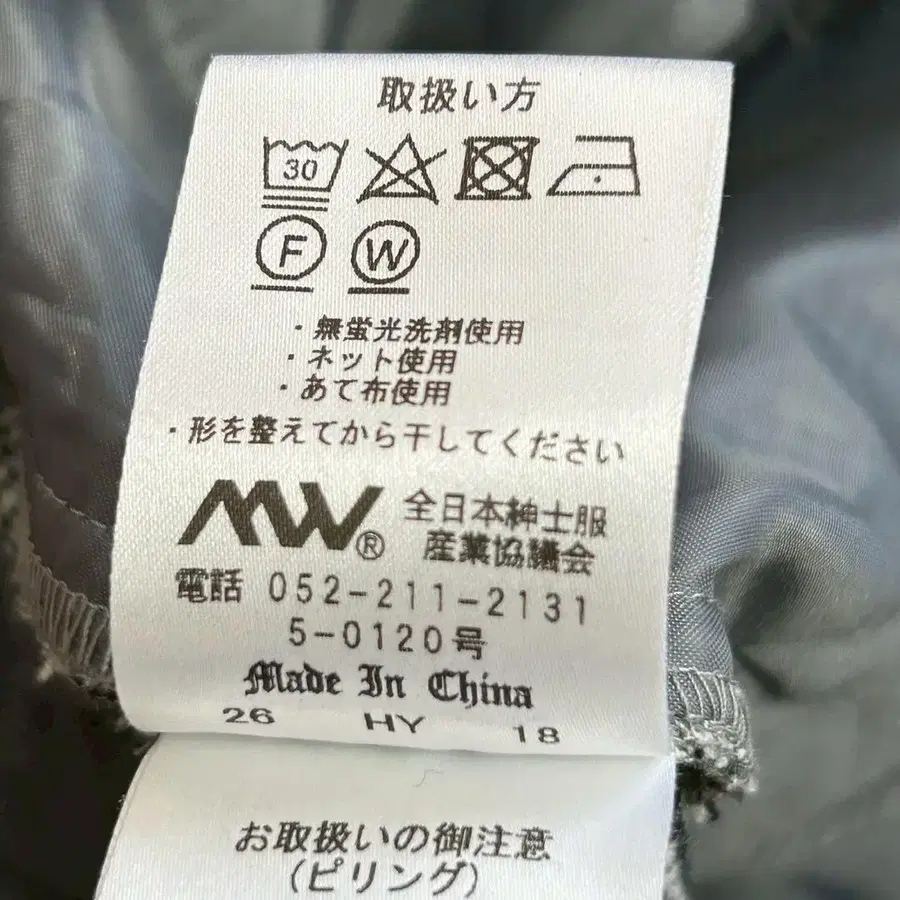 取扱い方
30
F W
・無蛍光洗剤使用
・ネット使用
・あて布使用
・形を整えてから干してください
MW® 全日本紳士服
産業協議会
電話 052-211-2131
5-0120号
Made In China
26 HY 18
お取扱いの御注意
(ピリング)